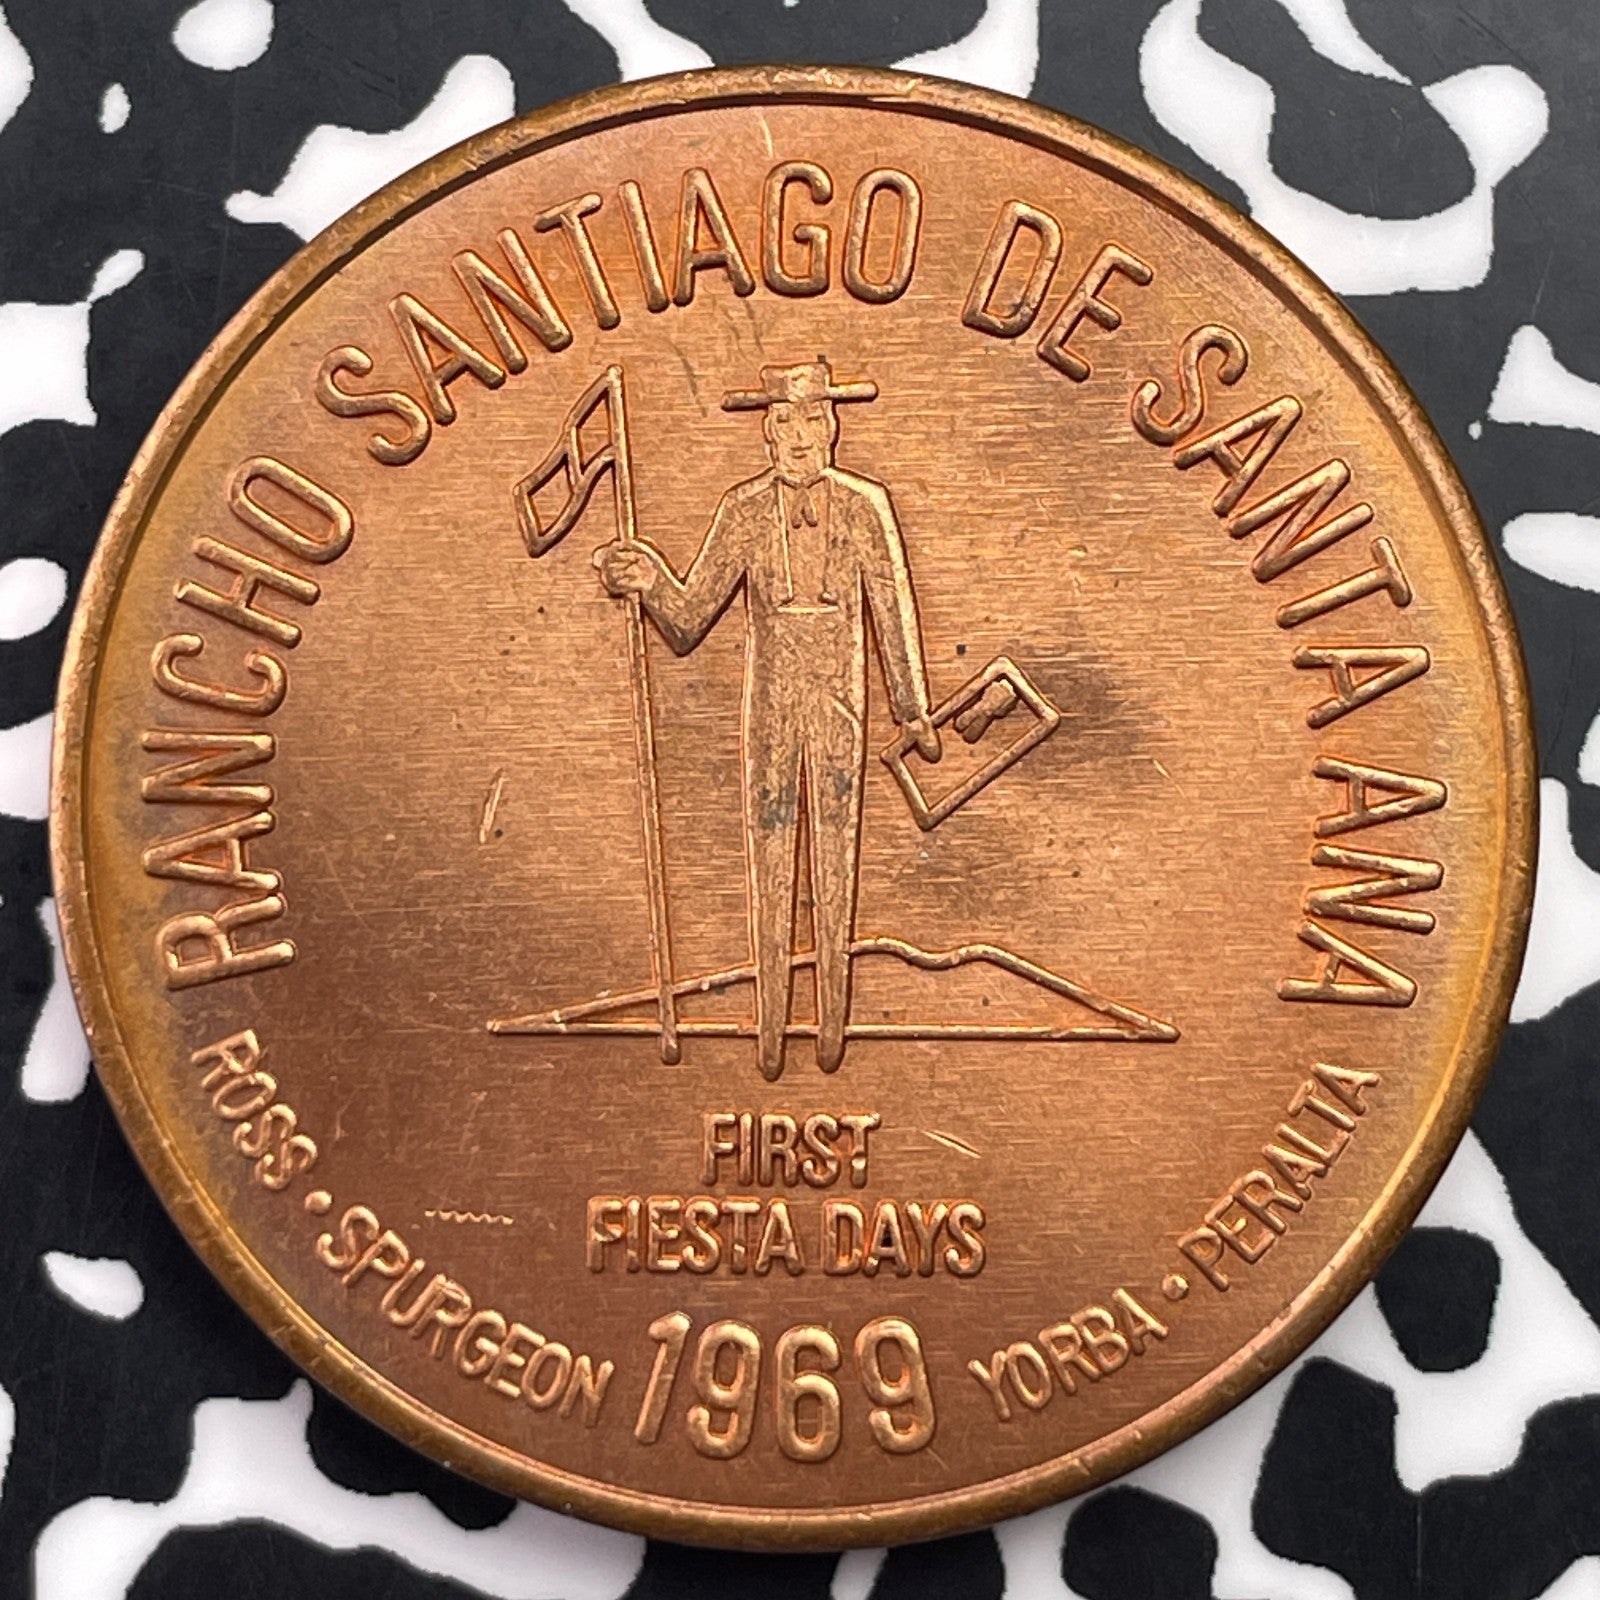 RANCHO SANTIAGO DE SANTA ANA
FIRST
FIESTA DAYS
1969
ROSS · SPURGEON
YORBA · PERALTA